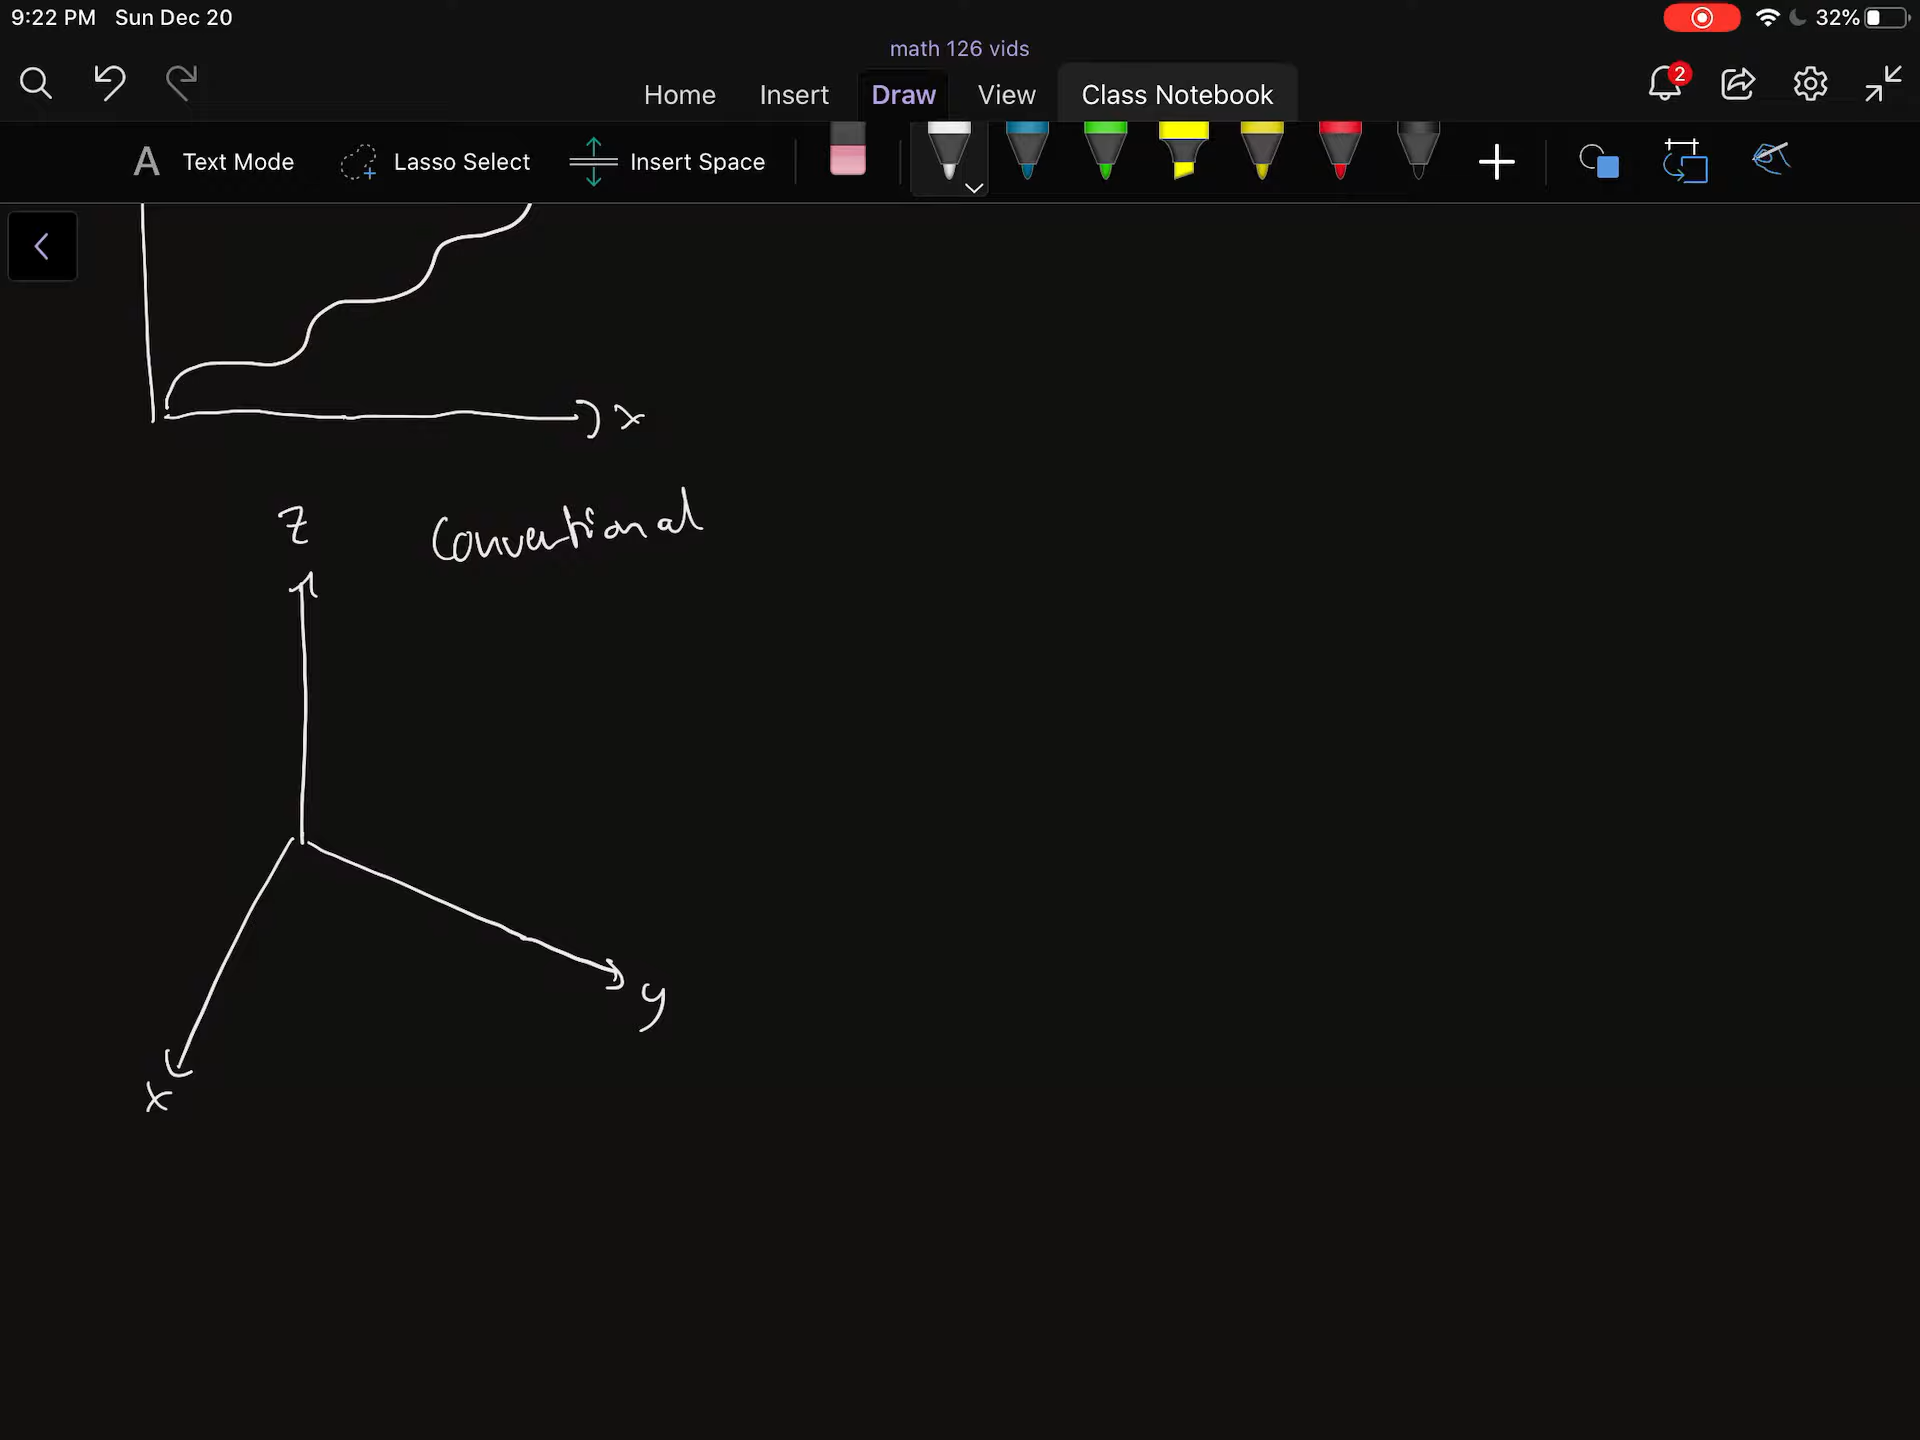 9:22 PM Sun Dec 20 32%
math 126 vids
Home Insert Draw View Class Notebook
2
A Text Mode Lasso Select Insert Space
x
z
Conventional
y
x